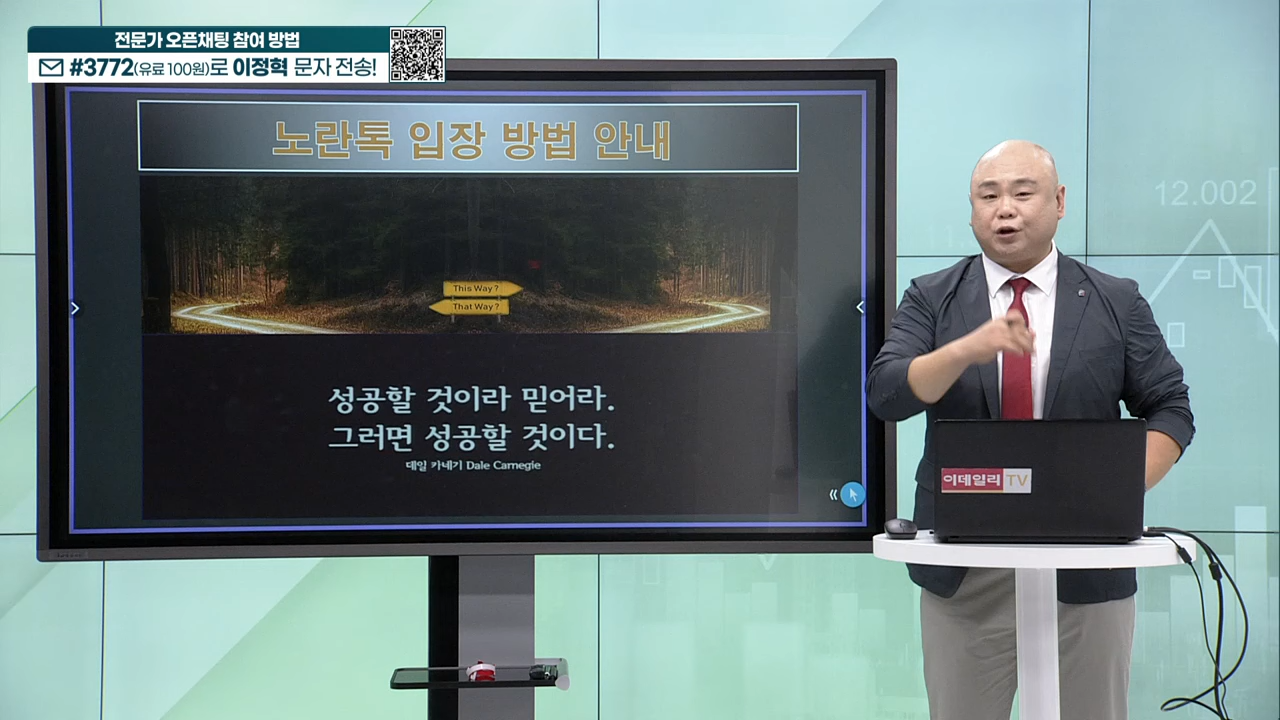 전문가 오픈채팅 참여 방법
#3772(유료 100원)로 이정혁 문자 전송!
노란톡 입장 방법 안내
This Way?
That Way?
성공할 것이라 믿어라.
그러면 성공할 것이다.
데일 카네기 Dale Carnegie
이데일리TV
12.002